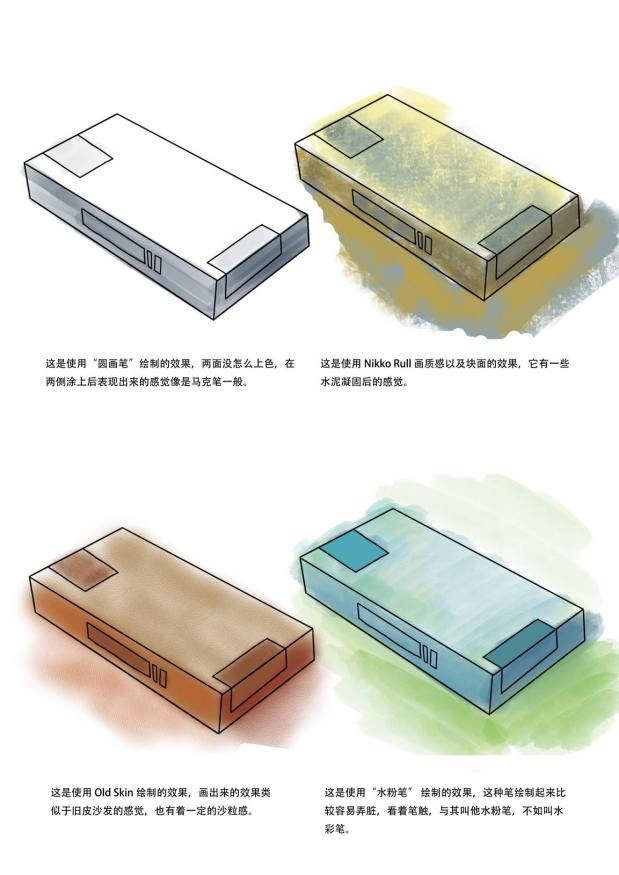 这是使用“圆画笔”绘制的效果，两面没怎么上色，在
两侧涂上后表现出来的感觉像是马克笔一般。
这是使用 Nikko Rull 画质感以及块面的效果，它有一些
水泥凝固后的感觉。
这是使用 Old Skin 绘制的效果，画出来的效果类
似于旧皮沙发的感觉，也有着一定的沙粒感。
这是使用“水粉笔” 绘制的效果，这种笔绘制起来比
较容易弄脏，看着笔触，与其叫他水粉笔，不如叫水
彩笔。